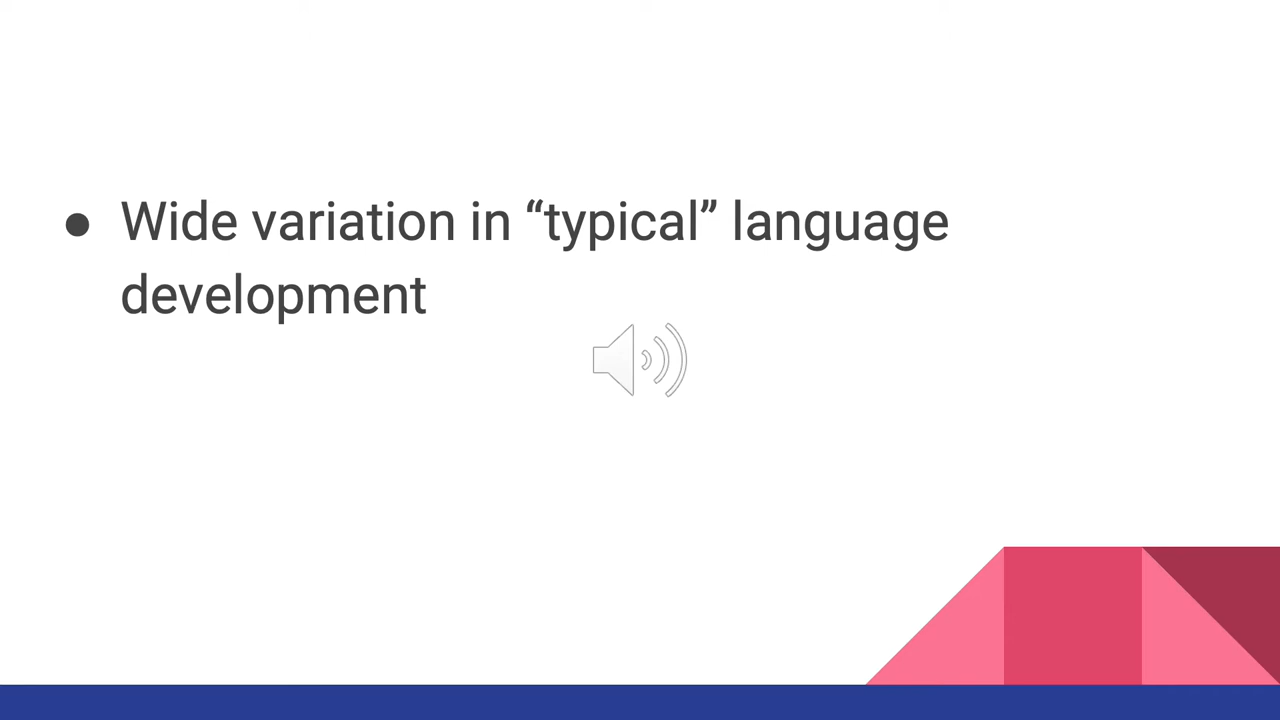 ● Wide variation in “typical” language
development